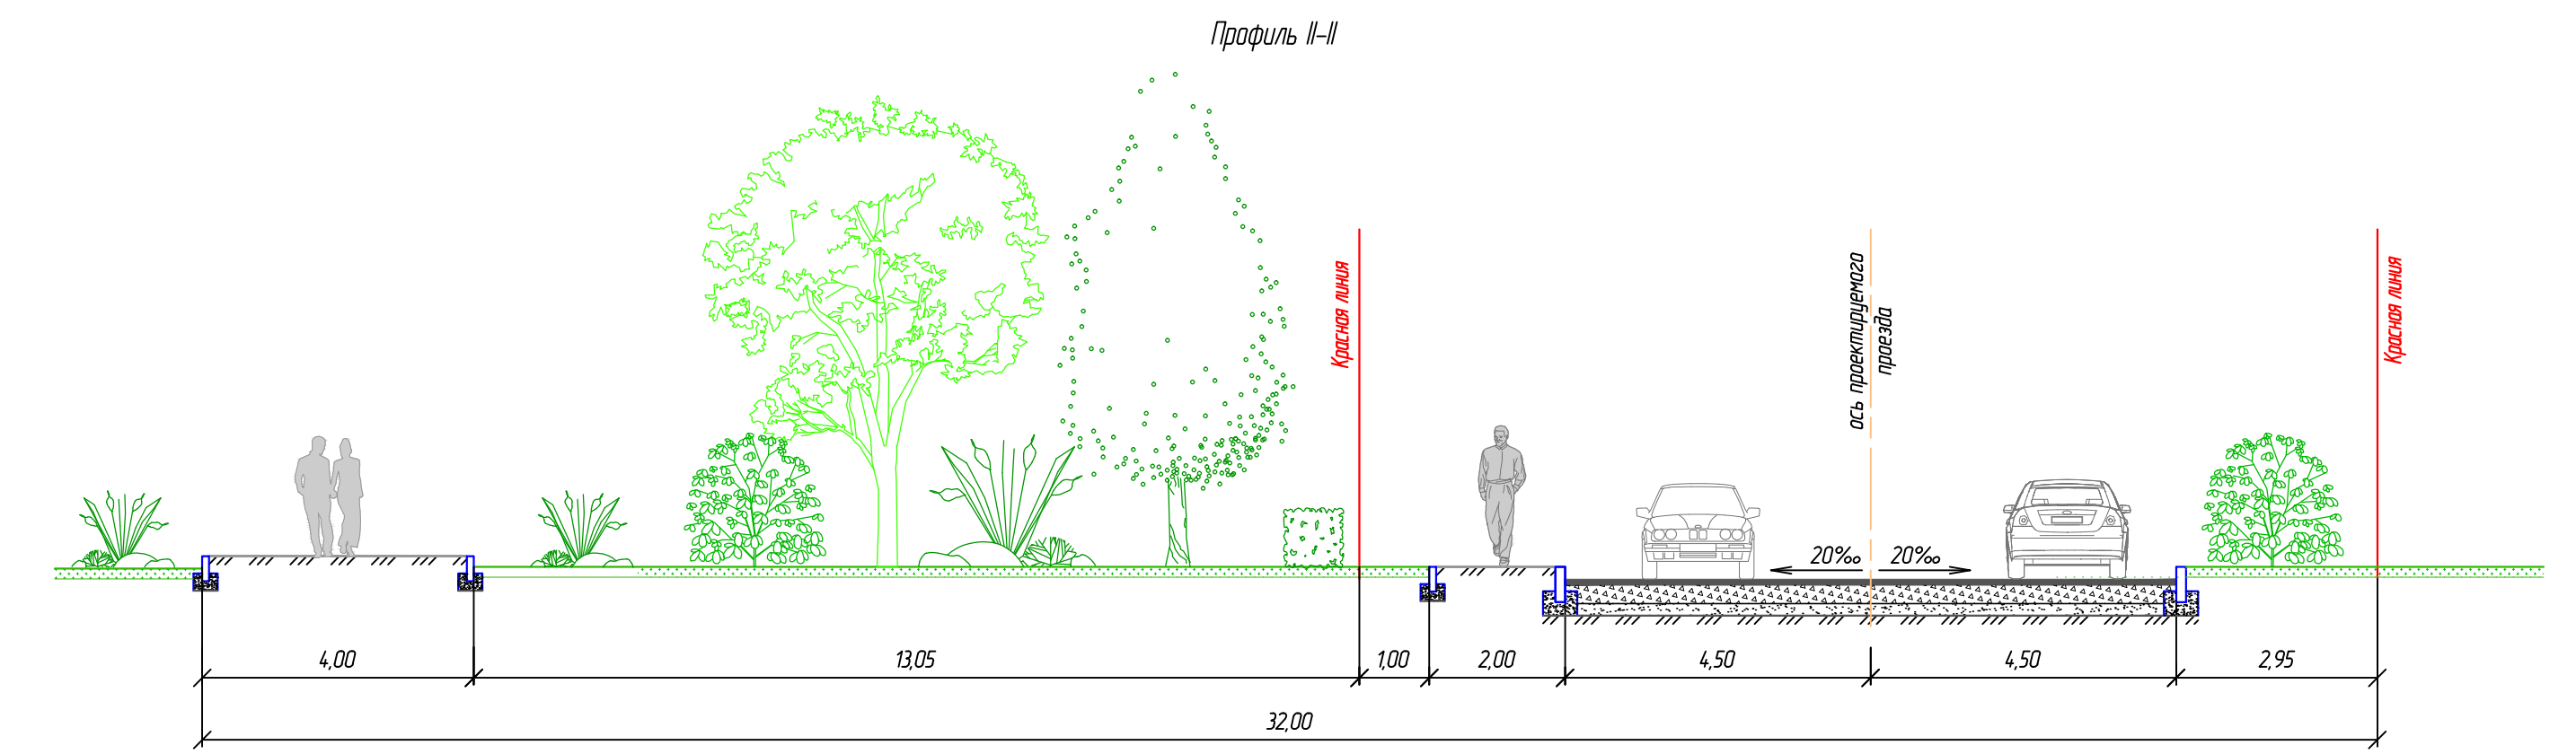 Профиль II-II
Красная линия
ось проектируемого
проезда
Красная линия
20‰
20‰
4,00
13,05
1,00
2,00
4,50
4,50
2,95
32,00